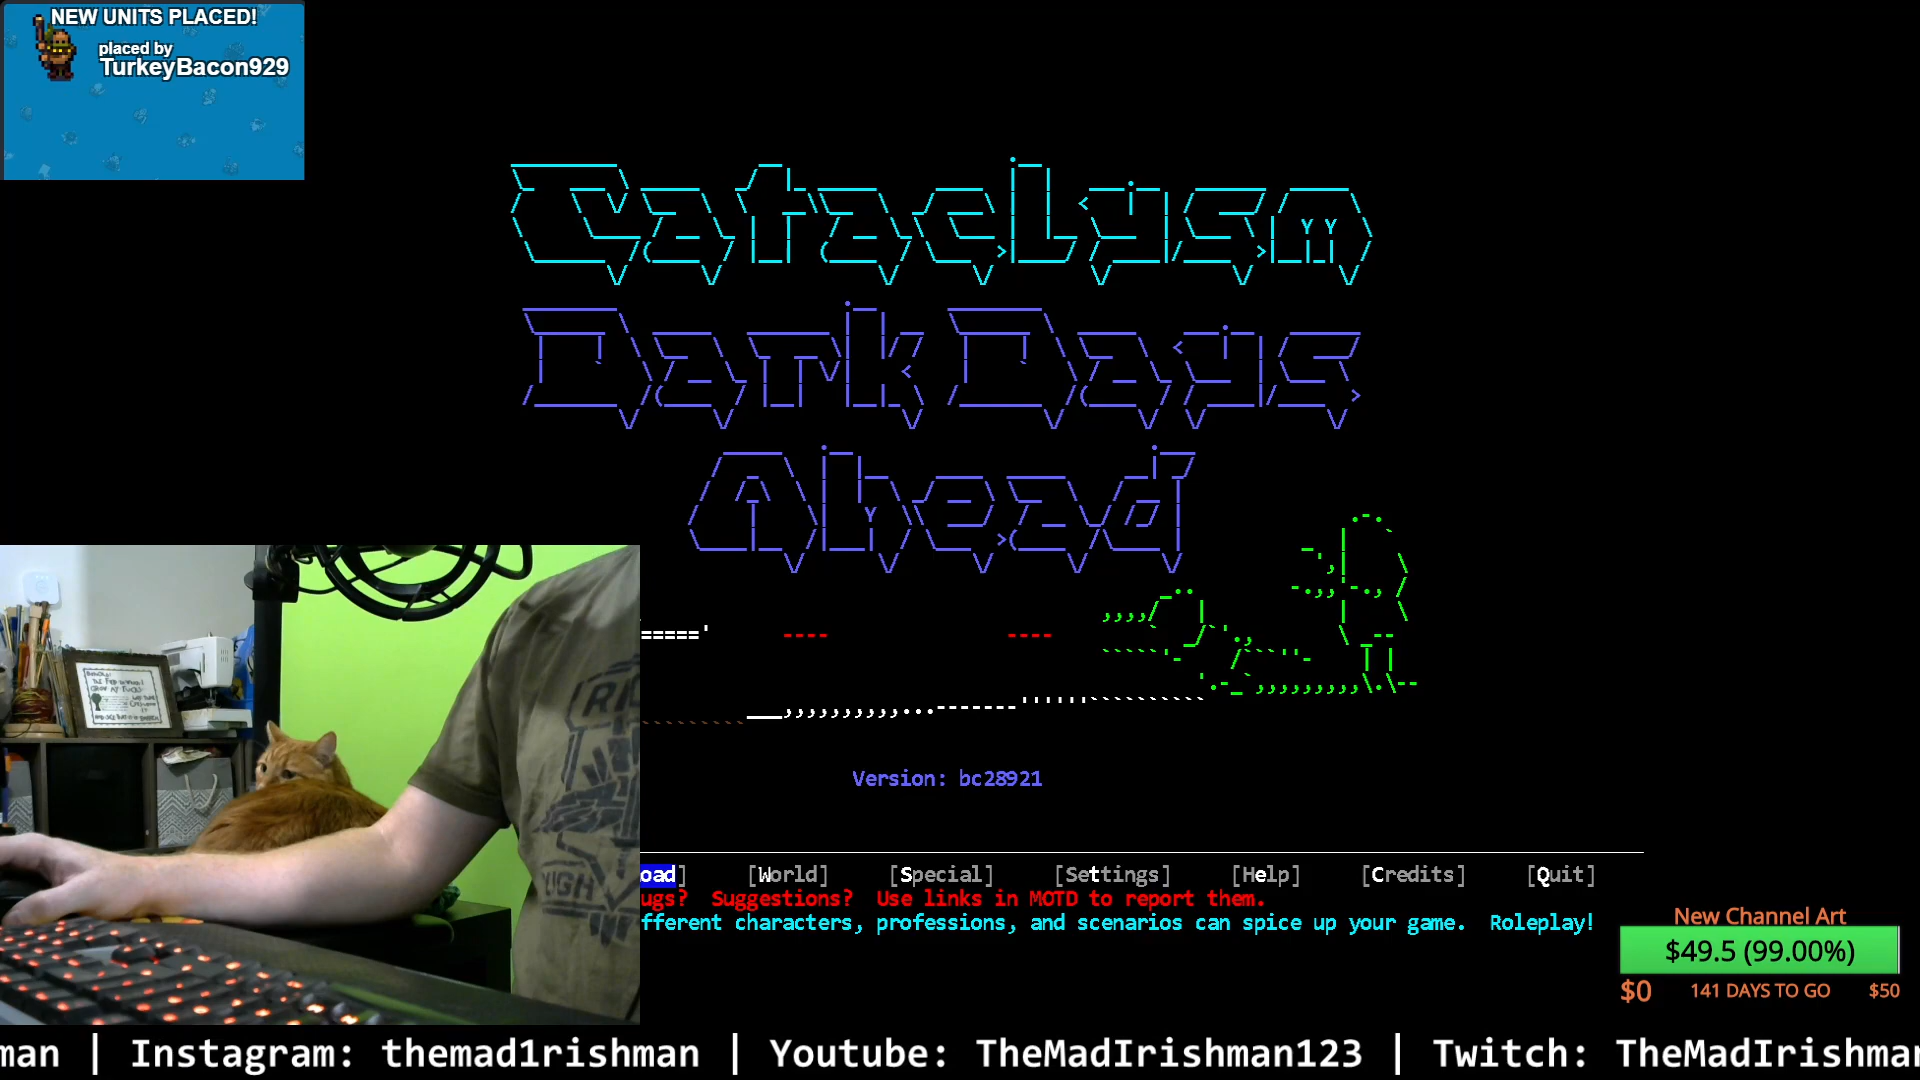 NEW UNITS PLACED!
placed by
TurkeyBacon929
Cataclysm
Dark Days
Ahead
Version: bc28921
oad] [World] [Special] [Settings] [Help] [Credits] [Quit]
ugs? Suggestions? Use links in MOTD to report them.
fferent characters, professions, and scenarios can spice up your game. Roleplay!
New Channel Art
$49.5 (99.00%)
$0 141 DAYS TO GO $50
man | Instagram: themad1rishman | Youtube: TheMadIrishman123 | Twitch: TheMadIrishman